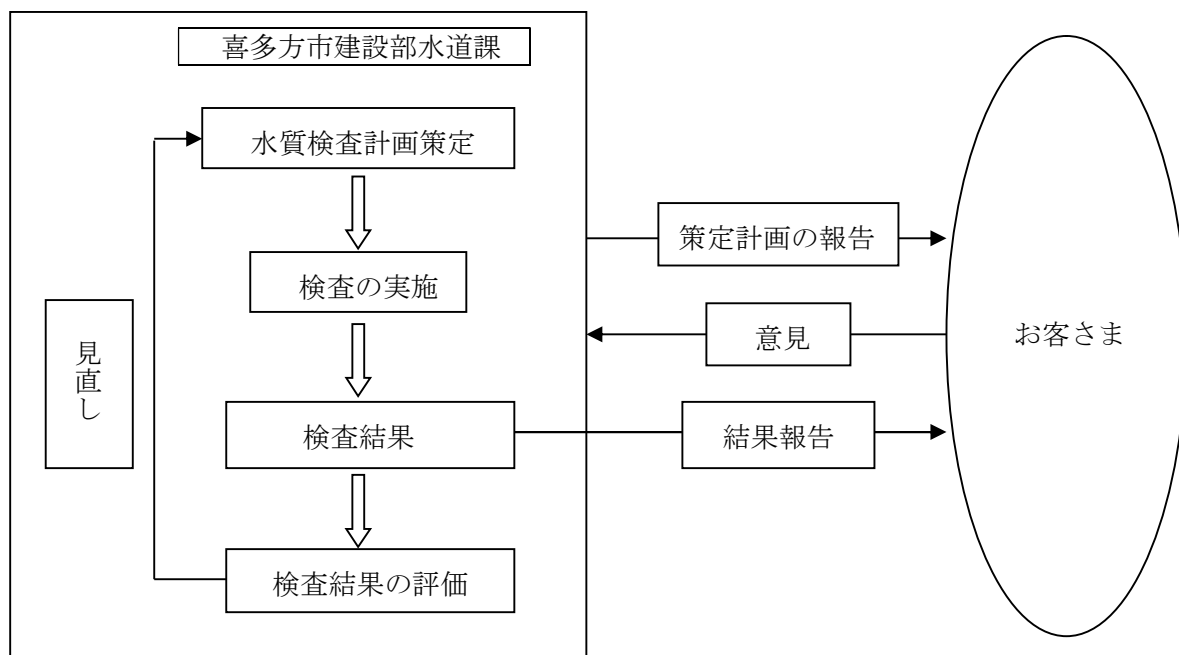 喜多方市建設部水道課
水質検査計画策定
策定計画の報告
検査の実施
見直し
意見
お客さま
検査結果
結果報告
検査結果の評価